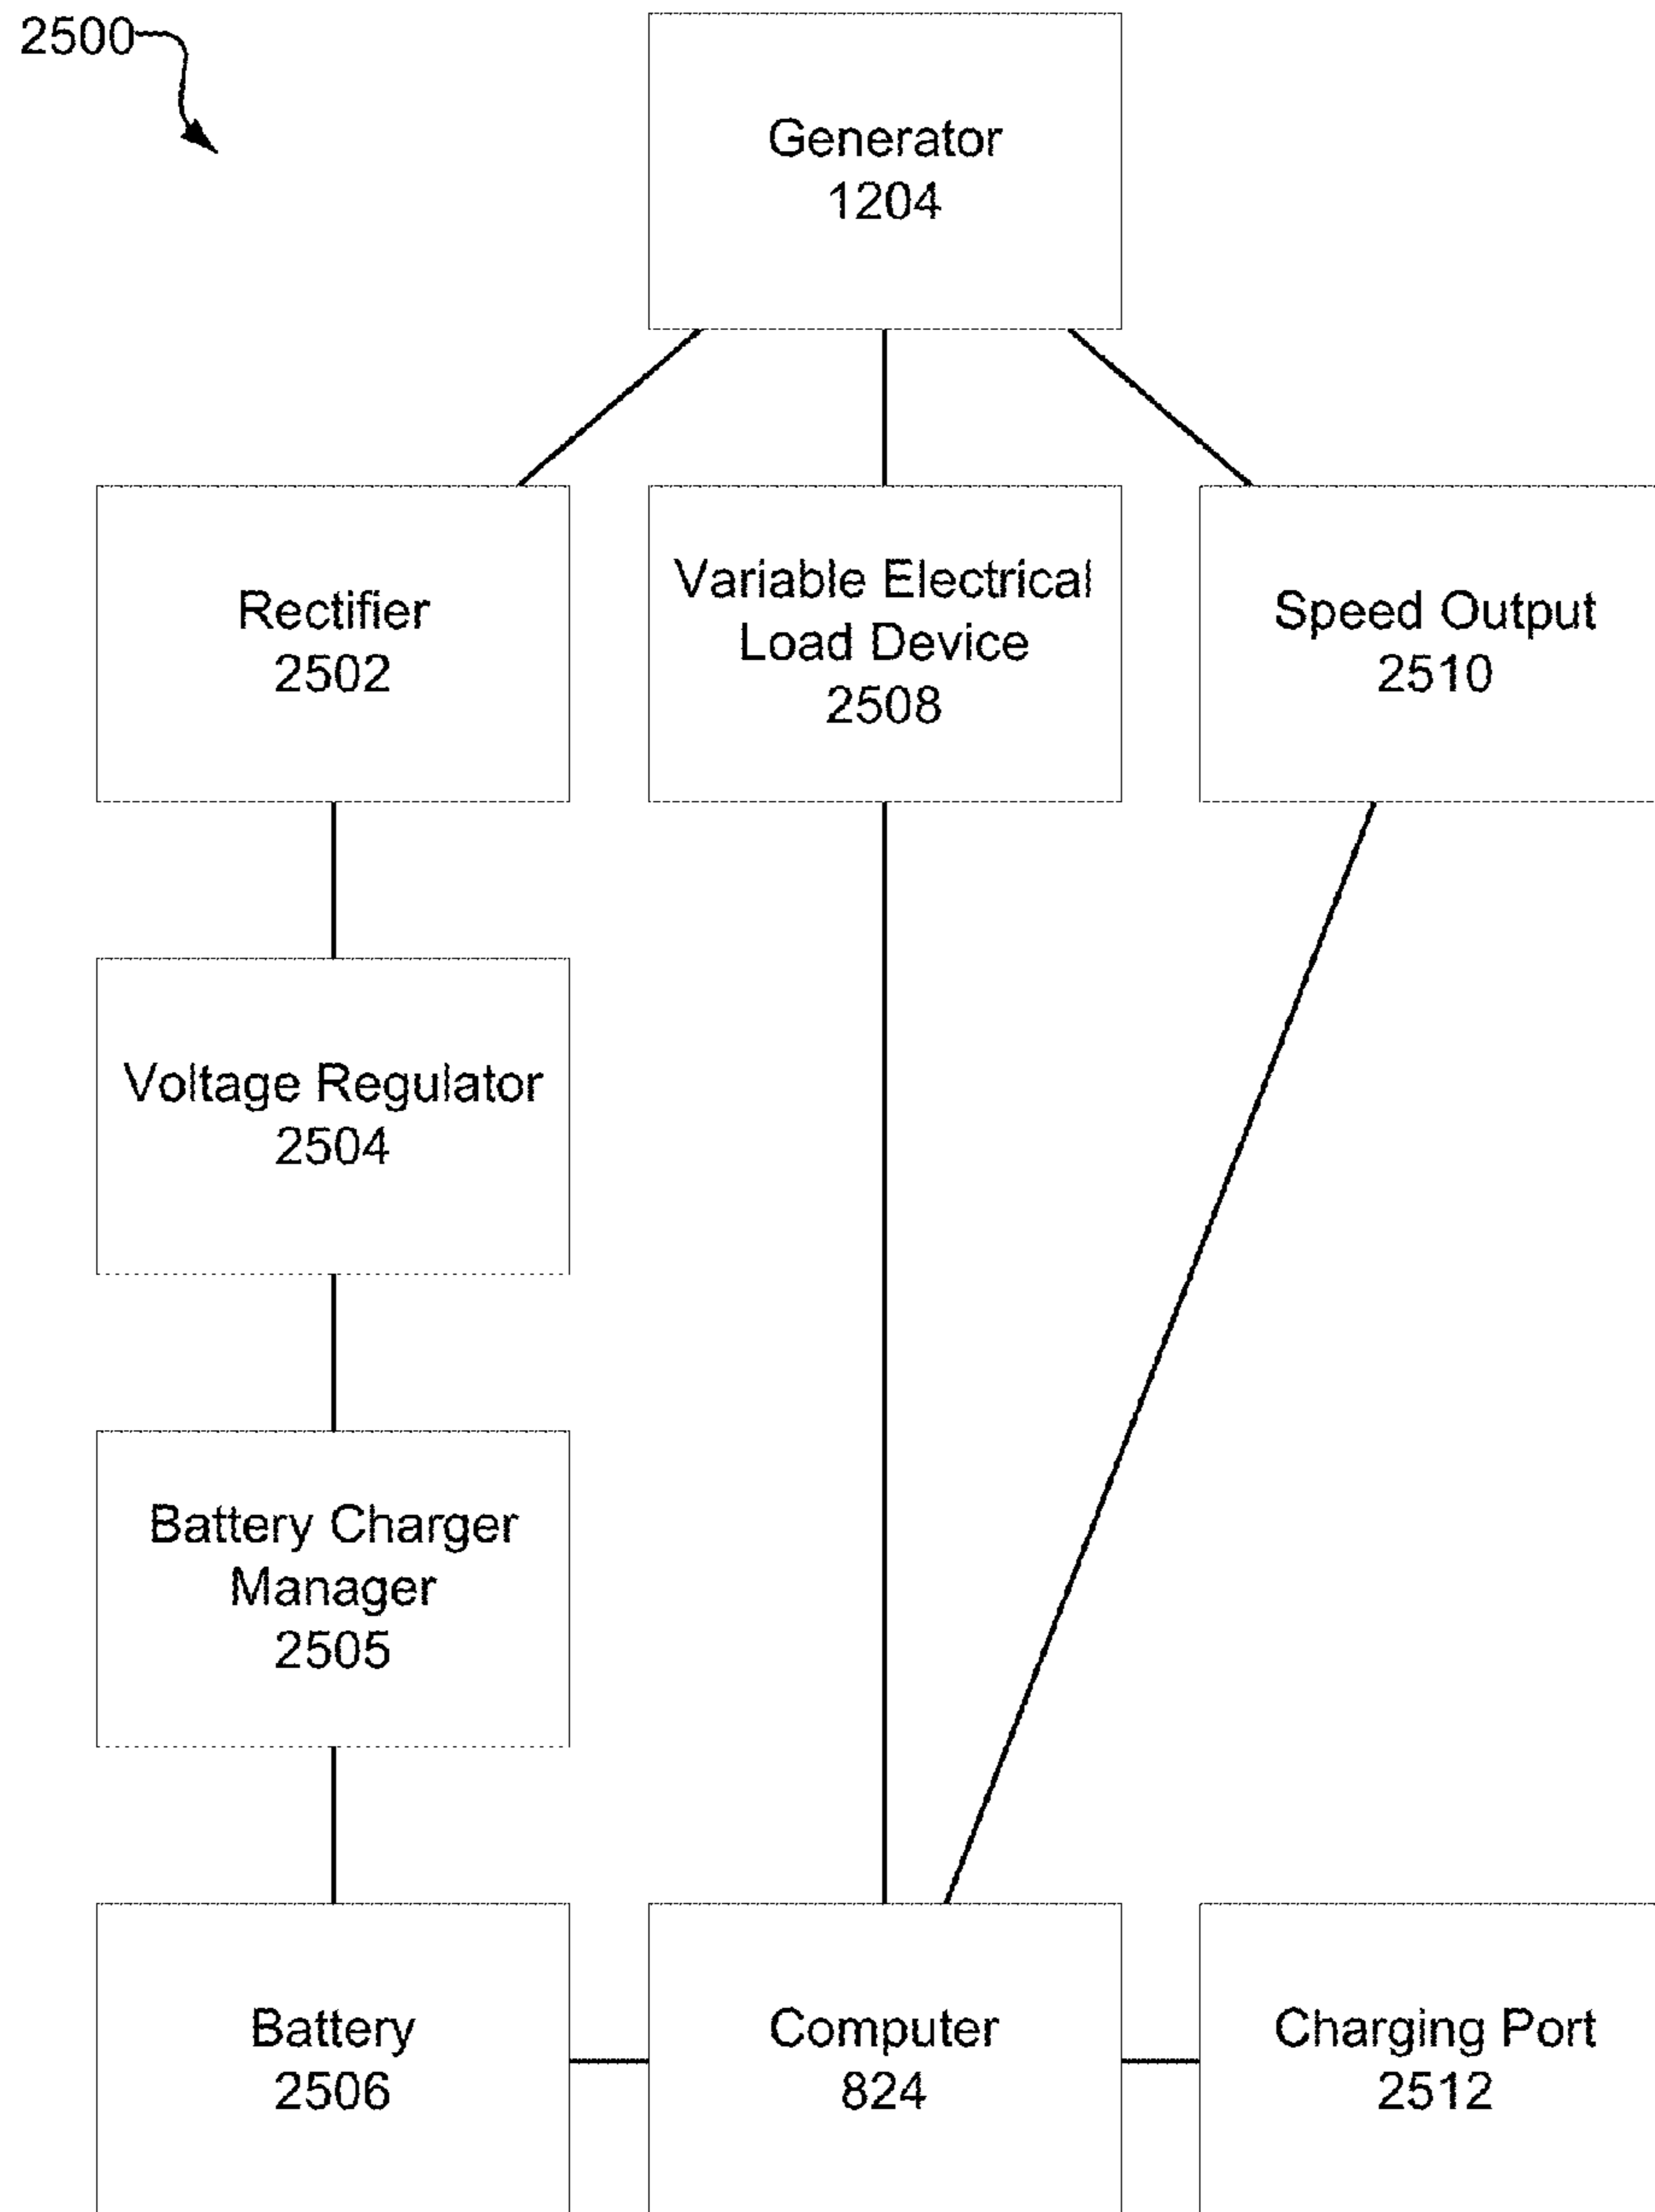 2500
Generator
1204
Rectifier
2502
Variable Electrical
Load Device
2508
Speed Output
2510
Voltage Regulator
2504
Battery Charger
Manager
2505
Battery
2506
Computer
824
Charging Port
2512